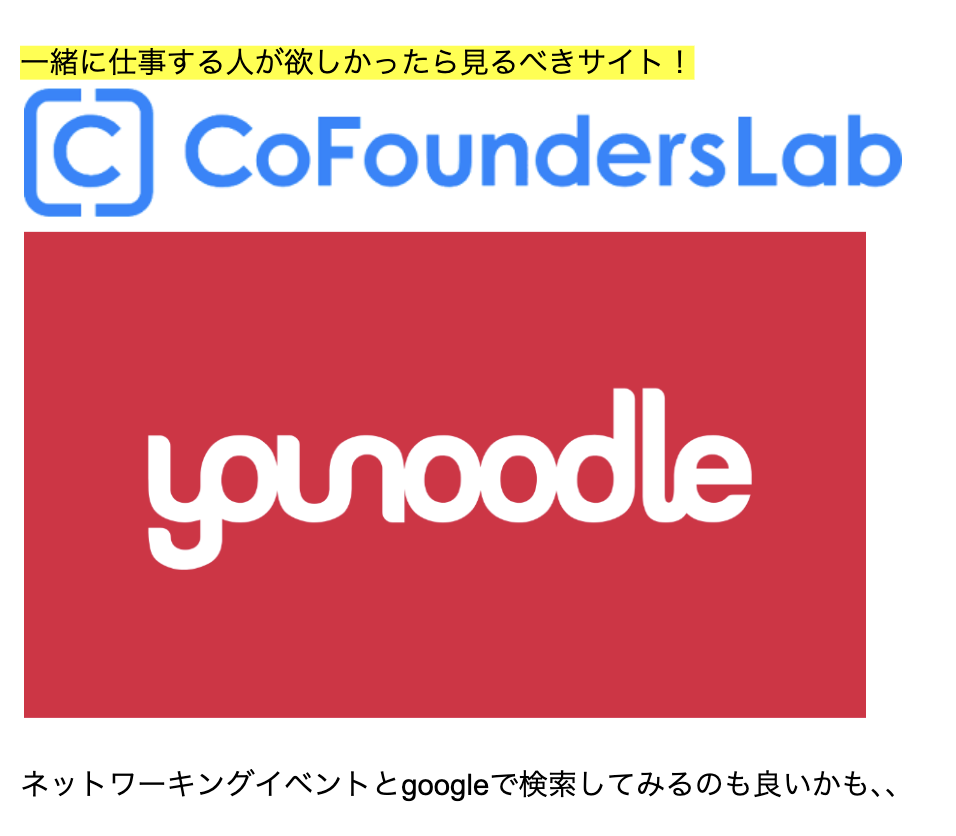 一緒に仕事する人が欲しかったら見るべきサイト！
C CoFoundersLab
younoodle
ネットワーキングイベントとgoogleで検索してみるのも良いかも、、